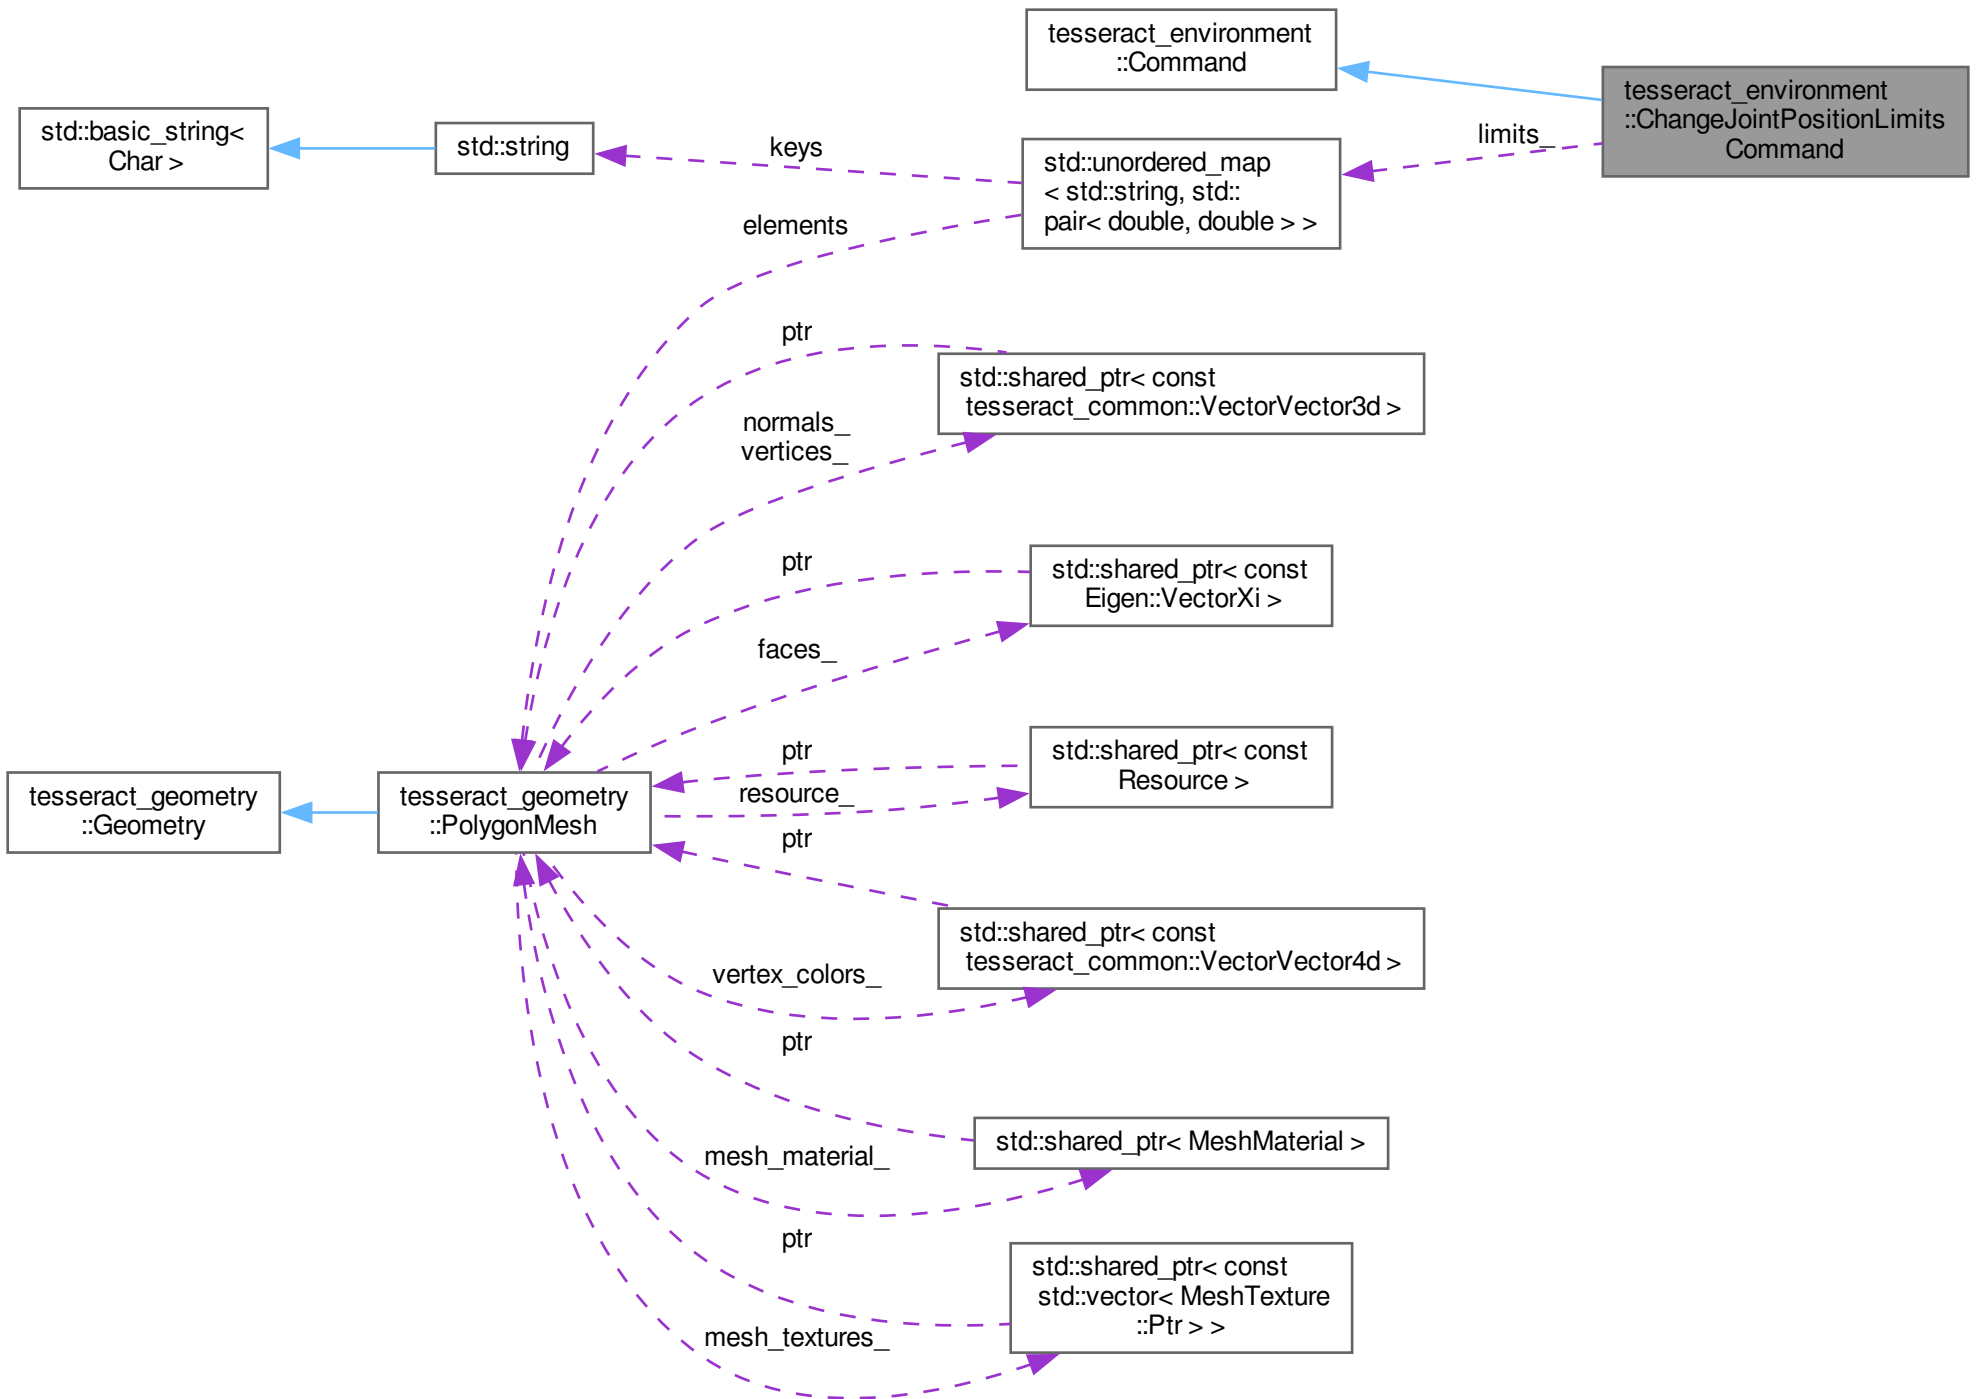 tesseract_environment
::Command
tesseract_environment
::ChangeJointPositionLimits
Command
limits_
std::basic_string<
Char >
std::string
keys
std::unordered_map
< std::string, std::
pair< double, double > >
elements
ptr
std::shared_ptr< const
tesseract_common::VectorVector3d >
normals_
vertices_
ptr
std::shared_ptr< const
Eigen::VectorXi >
faces_
ptr
std::shared_ptr< const
Resource >
resource_
tesseract_geometry
::Geometry
tesseract_geometry
::PolygonMesh
ptr
std::shared_ptr< const
tesseract_common::VectorVector4d >
vertex_colors_
ptr
std::shared_ptr< MeshMaterial >
mesh_material_
ptr
std::shared_ptr< const
std::vector< MeshTexture
::Ptr > >
mesh_textures_